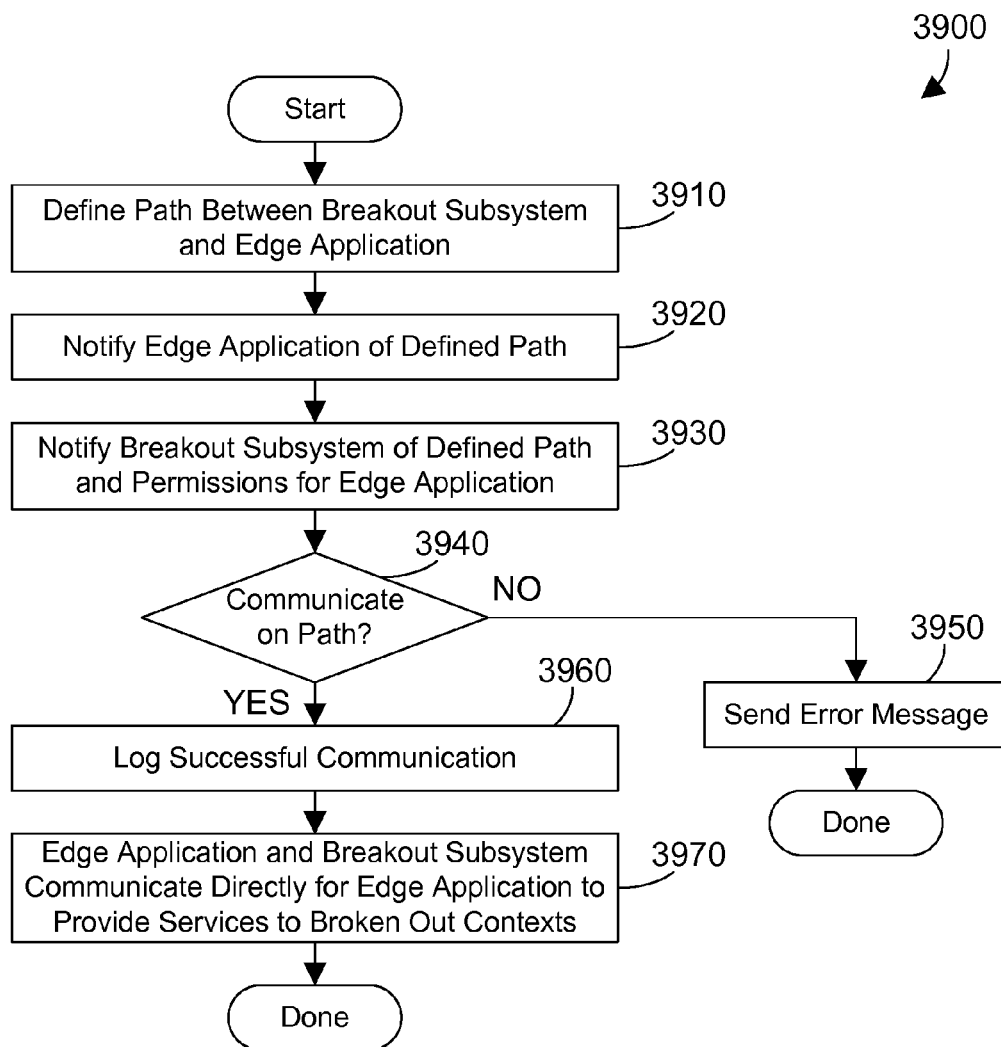 3900
Start
Define Path Between Breakout Subsystem
and Edge Application
3910
Notify Edge Application of Defined Path
3920
Notify Breakout Subsystem of Defined Path
and Permissions for Edge Application
3930
Communicate
on Path?
3940
NO
YES
3950
Send Error Message
Done
3960
Log Successful Communication
Edge Application and Breakout Subsystem
Communicate Directly for Edge Application to
Provide Services to Broken Out Contexts
3970
Done